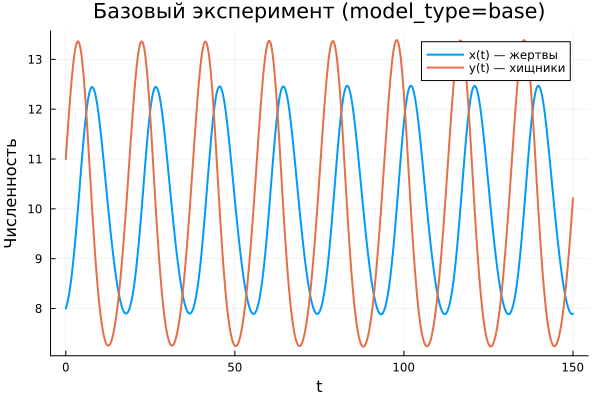 Базовый эксперимент (model_type=base)
x(t) — жертвы
y(t) — хищники
Численность
13
12
11
10
9
8
0
50
100
150
t